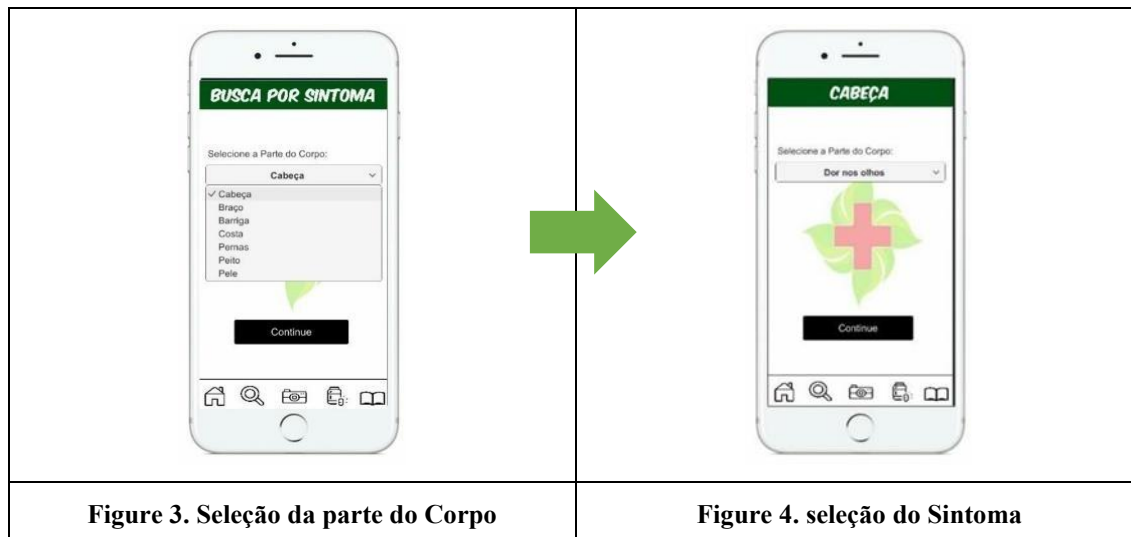 BUSCA POR SINTOMA
Selecione a Parte do Corpo:
Cabeça
Cabeça
Braço
Barriga
Costa
Pernas
Peito
Pele
Continue
Figure 3. Seleção da parte do Corpo
CABEÇA
Selecione a Parte do Corpo:
Dor nos olhos
Continue
Figure 4. seleção do Sintoma